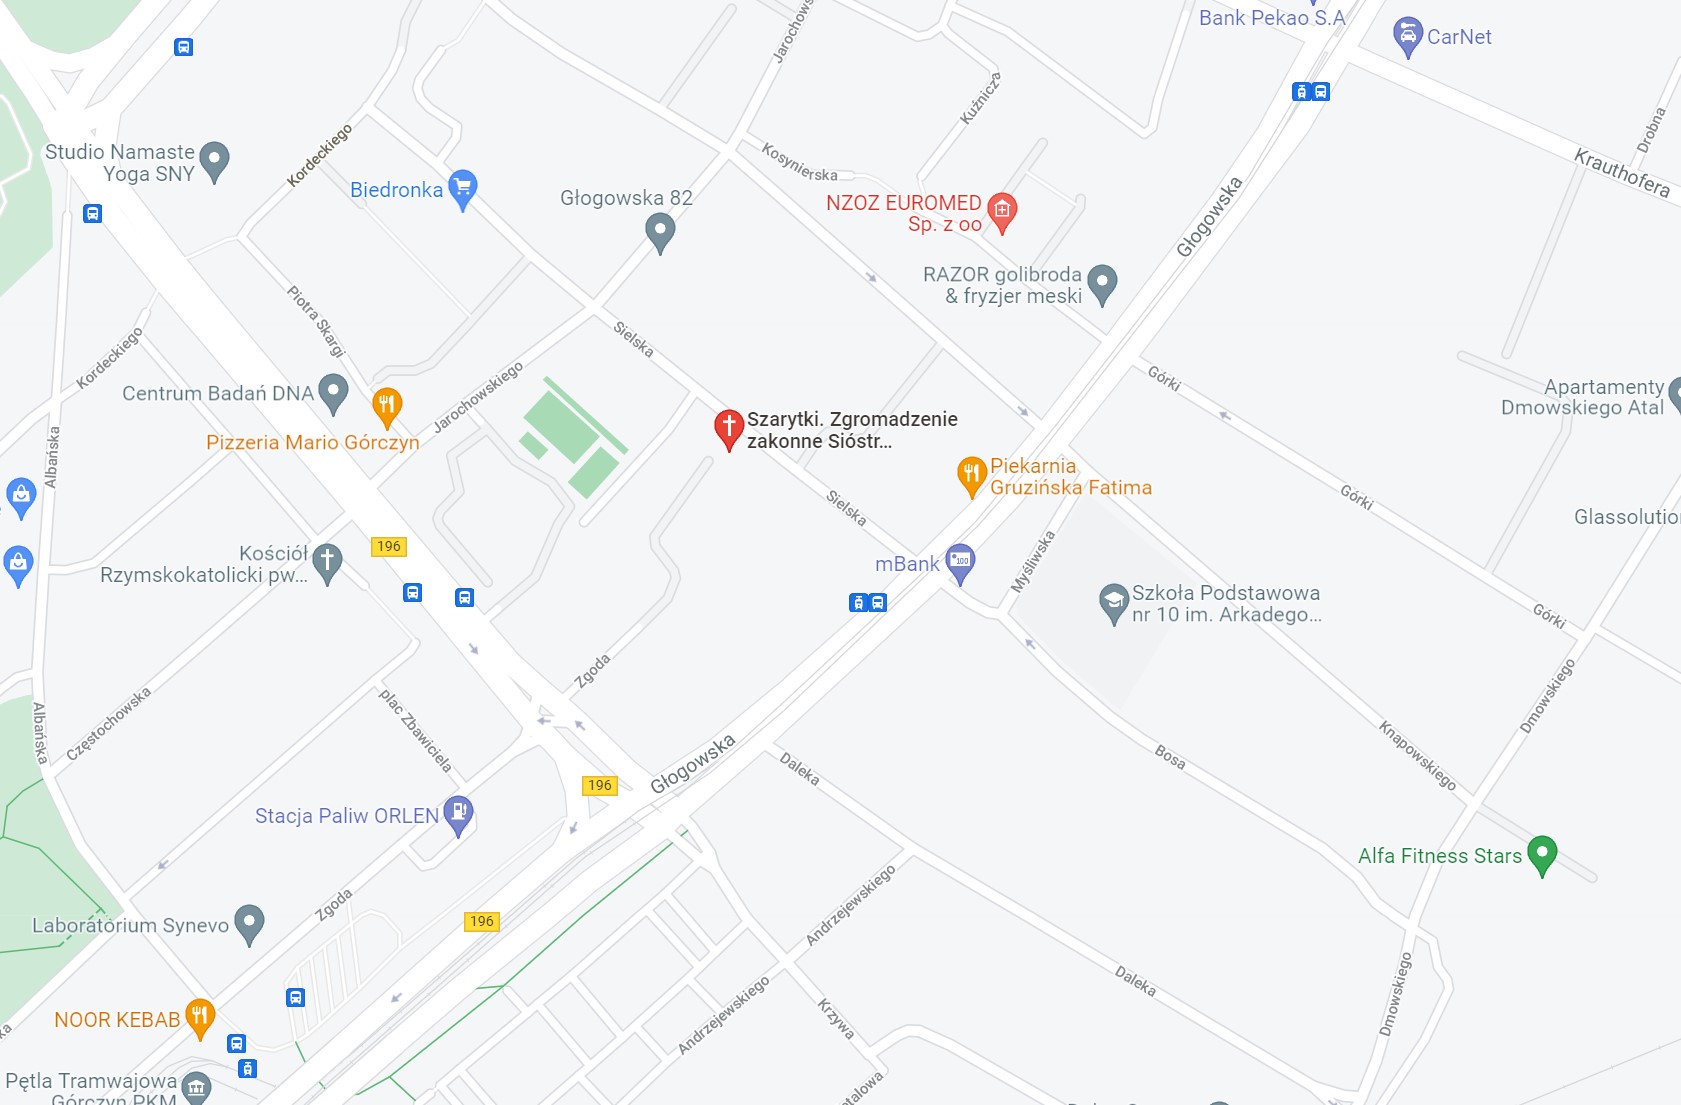 Bank Pekao S.A
CarNet
Jarochows
Kuźnicza
Drobna
Krauthofera
Studio Namaste
Yoga SNY
Kordeckiego
Biedronka
Głogowska 82
Kosynierska
NZOZ EUROMED
Sp. z oo
Głogowska
RAZOR golibroda
& fryzjer meski
Piotra Skargi
Kordeckiego
Sielska
Górki
Centrum Badań DNA
Jarochowskiego
Pizzeria Mario Górczyn
Albańska
Szarytki. Zgromadzenie
zakonne Sióstr...
Apartamenty
Dmowskiego Atal
Piekarnia
Gruzińska Fatima
Górki
Sielska
Glassolution
196
Kościół
Rzymskokatolicki pw...
mBank
Myśliwska
Szkoła Podstawowa
nr 10 im. Arkadego...
Górki
Zgoda
Dmowskiego
Albańska
Częstochowska
plac Zbawiciela
Głogowska
Daleka
Bosa
Knapowskiego
196
Stacja Paliw ORLEN
Alfa Fitness Stars
Zgoda
Andrzejewskiego
Laboratorium Synevo
196
Daleka
Dmowskiego
NOOR KEBAB
Andrzejewskiego
Krzywa
Pętla Tramwajowa
Górczyn PKM